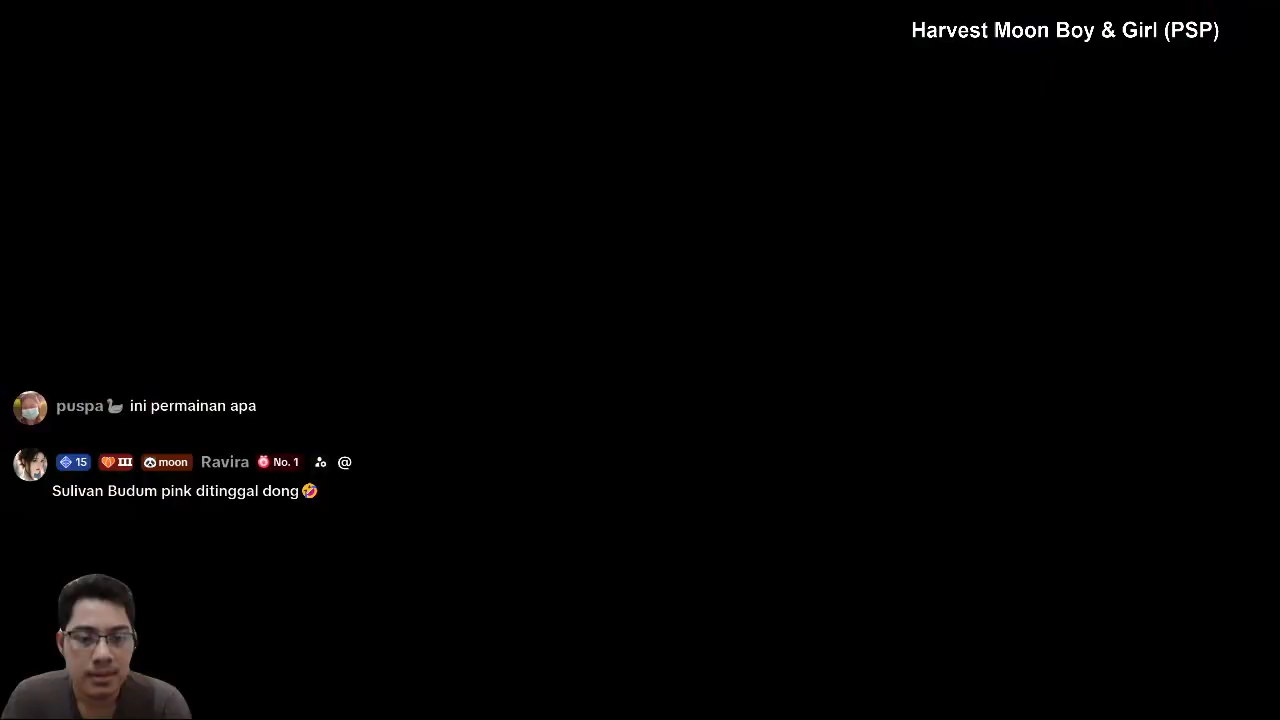 Harvest Moon Boy & Girl (PSP)
puspa🦢 ini permainan apa
15 III moon Ravira No. 1 @
Sulivan Budum pink ditinggal dong🤣